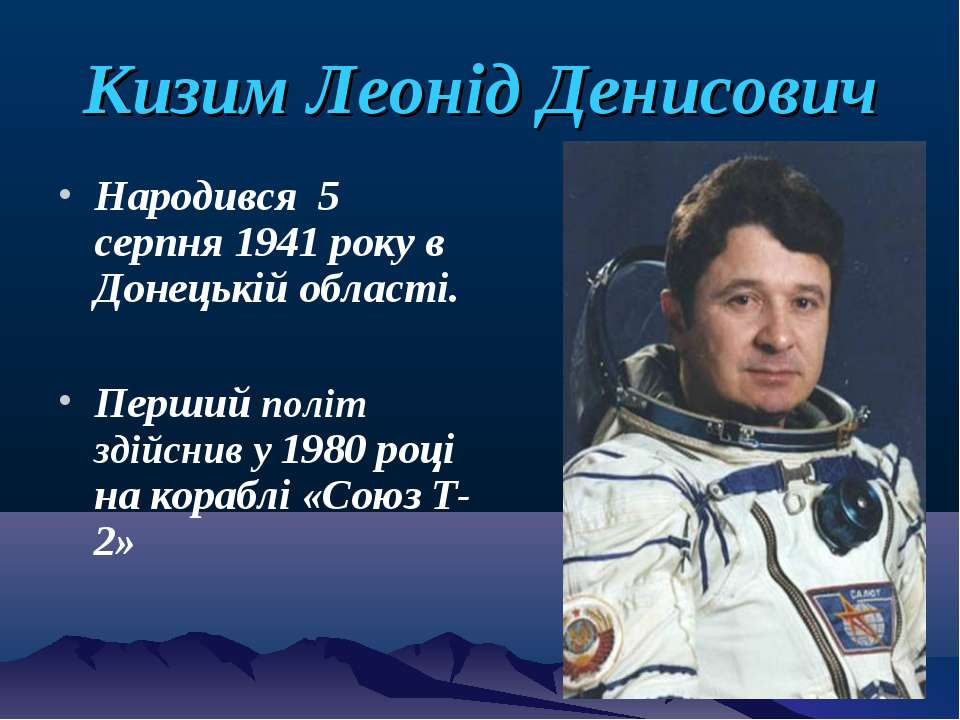 Кизим Леонід Денисович
• Народився 5
серпня 1941 року в
Донецькій області.
• Перший політ
здійснив у 1980 році
на кораблі «Союз Т-
2»
САЛЮТ